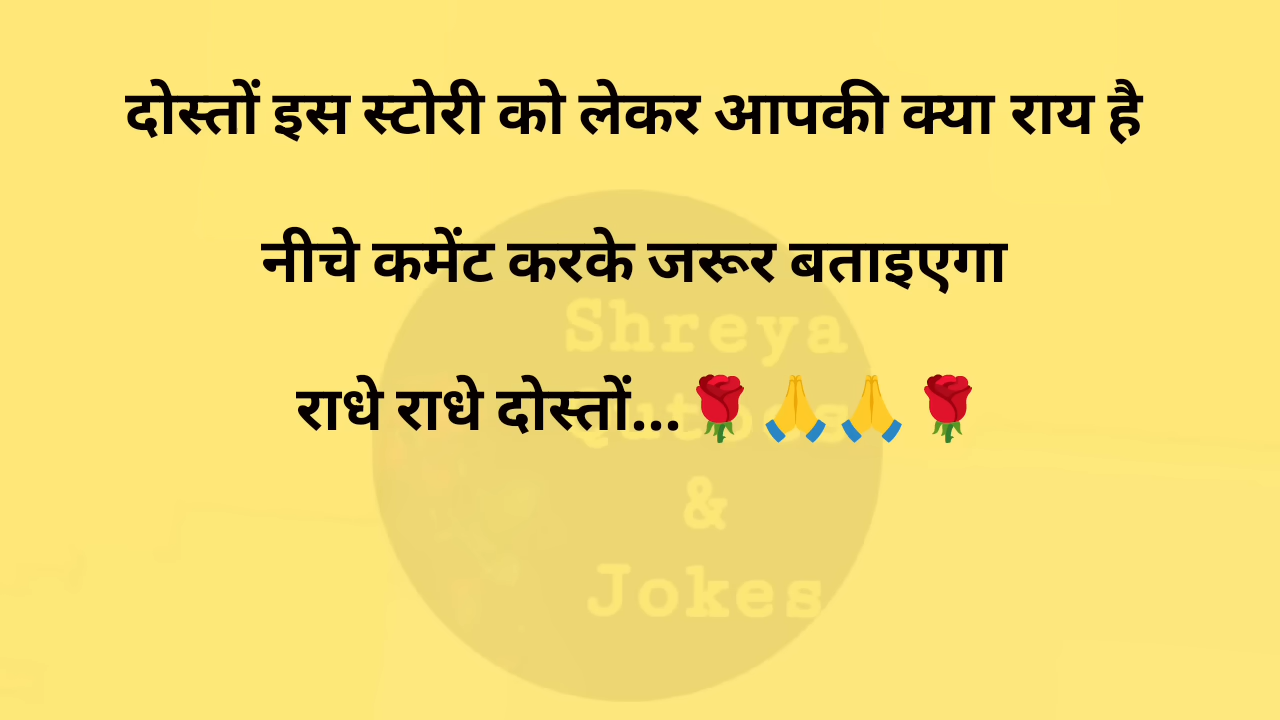 दोस्तों इस स्टोरी को लेकर आपकी क्या राय है
नीचे कमेंट करके जरूर बताइएगा
राधे राधे दोस्तों...🌹🙏🙏🌹
Shreya
&
Jokes